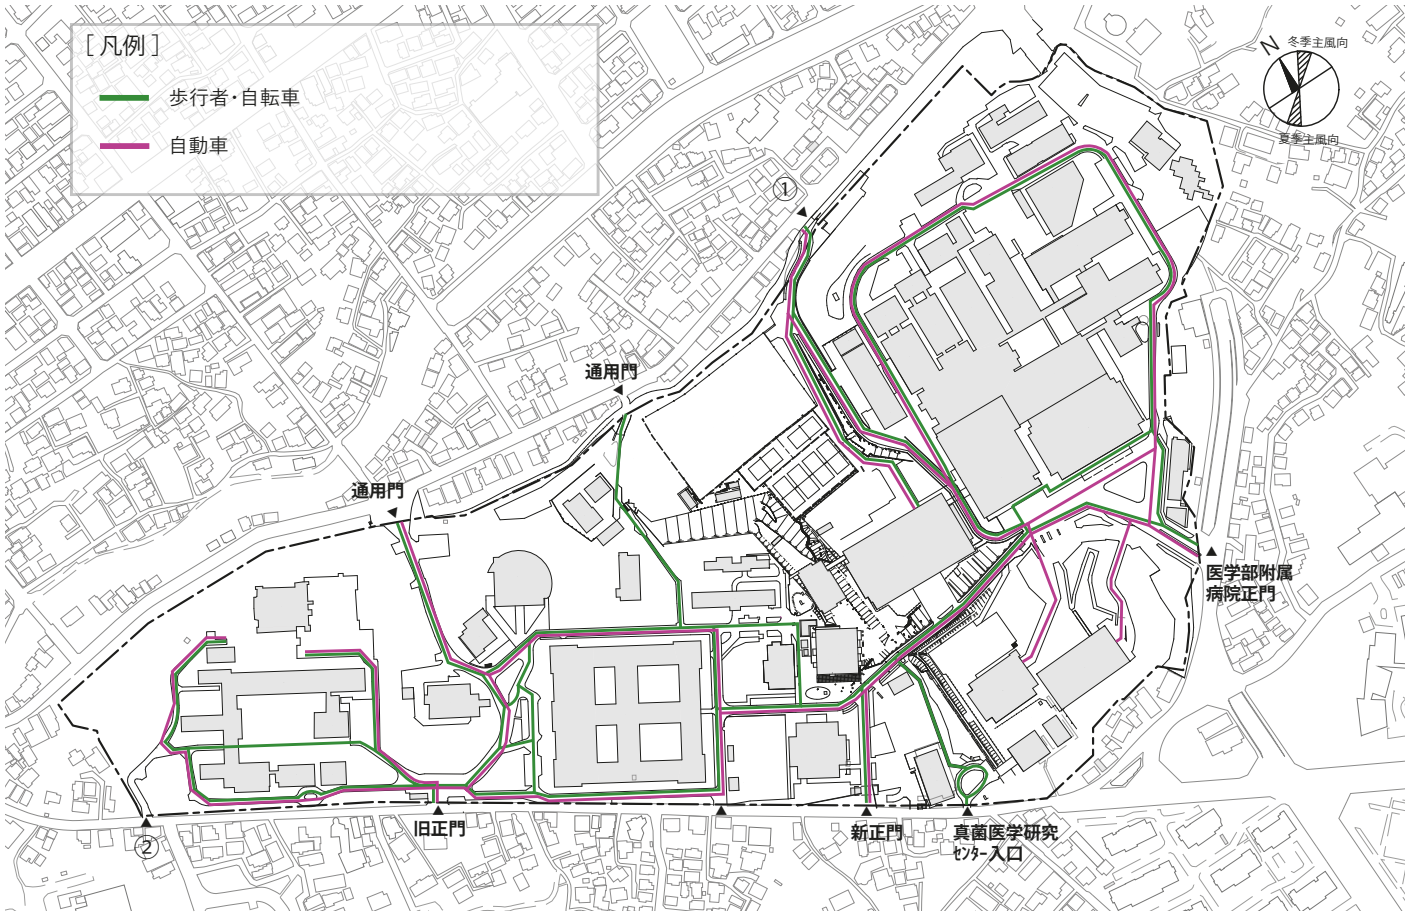 [凡例]
歩行者・自転車
自動車
N
冬季主風向
夏季主風向
①
通用門
通用門
医学部附属
病院正門
②
旧正門
新正門
真菌医学研究
センター入口